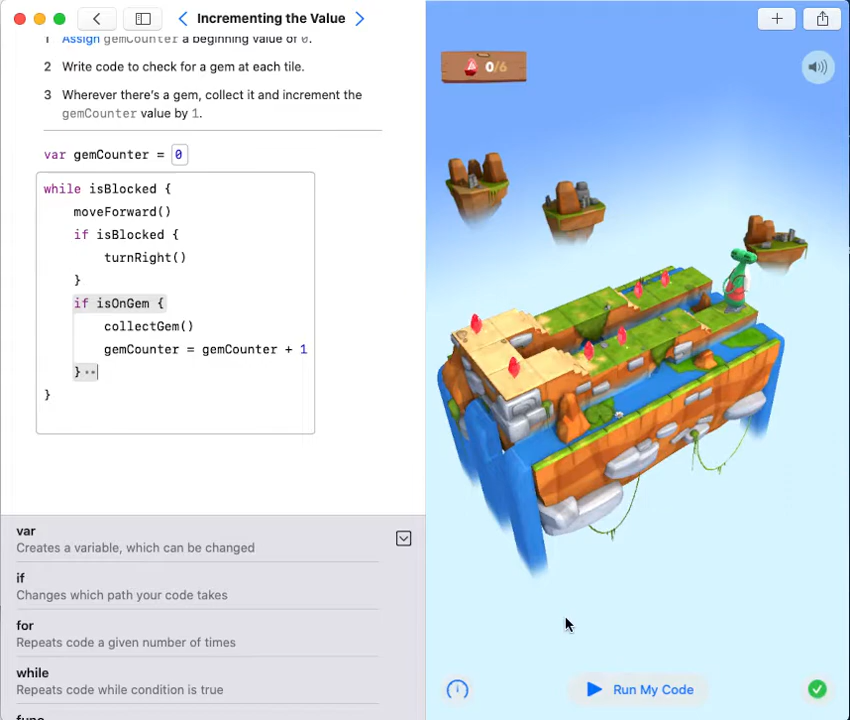 Incrementing the Value
1 Assign gemCounter a beginning value of 0.
2 Write code to check for a gem at each tile.
3 Wherever there's a gem, collect it and increment the
gemCounter value by 1.
var gemCounter = 0
while isBlocked {
moveForward()
if isBlocked {
turnRight()
}
if isOnGem {
collectGem()
gemCounter = gemCounter + 1
}
}
var
Creates a variable, which can be changed
if
Changes which path your code takes
for
Repeats code a given number of times
while
Repeats code while condition is true
func
0/6
Run My Code